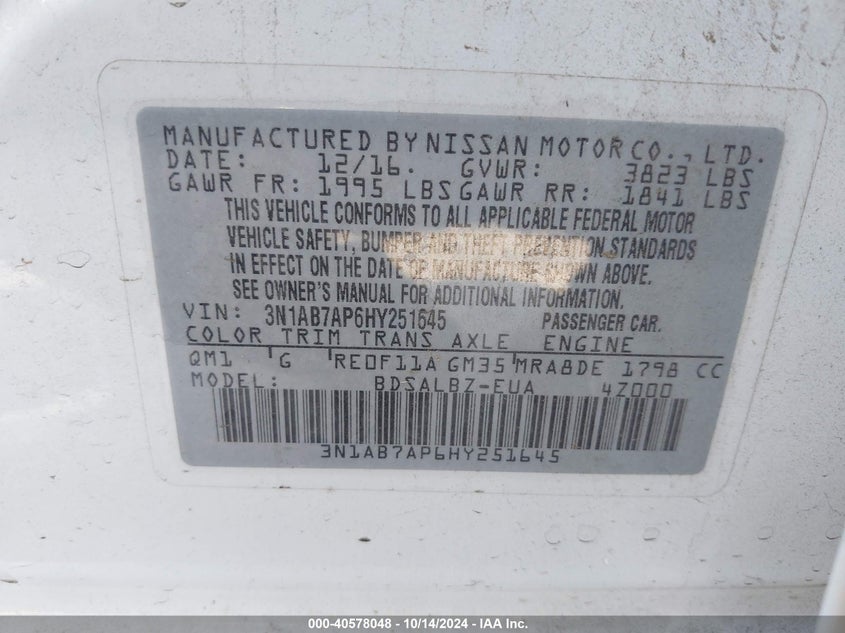 MANUFACTURED BY NISSAN MOTOR CO., LTD.
DATE: 12/16. GVWR: 3823 LBS
GAWR FR: 1995 LBS GAWR RR: 1841 LBS
THIS VEHICLE CONFORMS TO ALL APPLICABLE FEDERAL MOTOR
VEHICLE SAFETY, BUMPER AND THEFT PREVENTION STANDARDS
IN EFFECT ON THE DATE OF MANUFACTURE SHOWN ABOVE.
SEE OWNER'S MANUAL FOR ADDITIONAL INFORMATION.
VIN: 3N1AB7AP6HY251645 PASSENGER CAR.
COLOR TRIM TRANS AXLE ENGINE
QM1 G RE0F11A GM35 MRA8DE 1798 CC
MODEL: BDSALBZ-EUA 4Z000
3N1AB7AP6HY251645
000-40578048 - 10/14/2024 - IAA Inc.